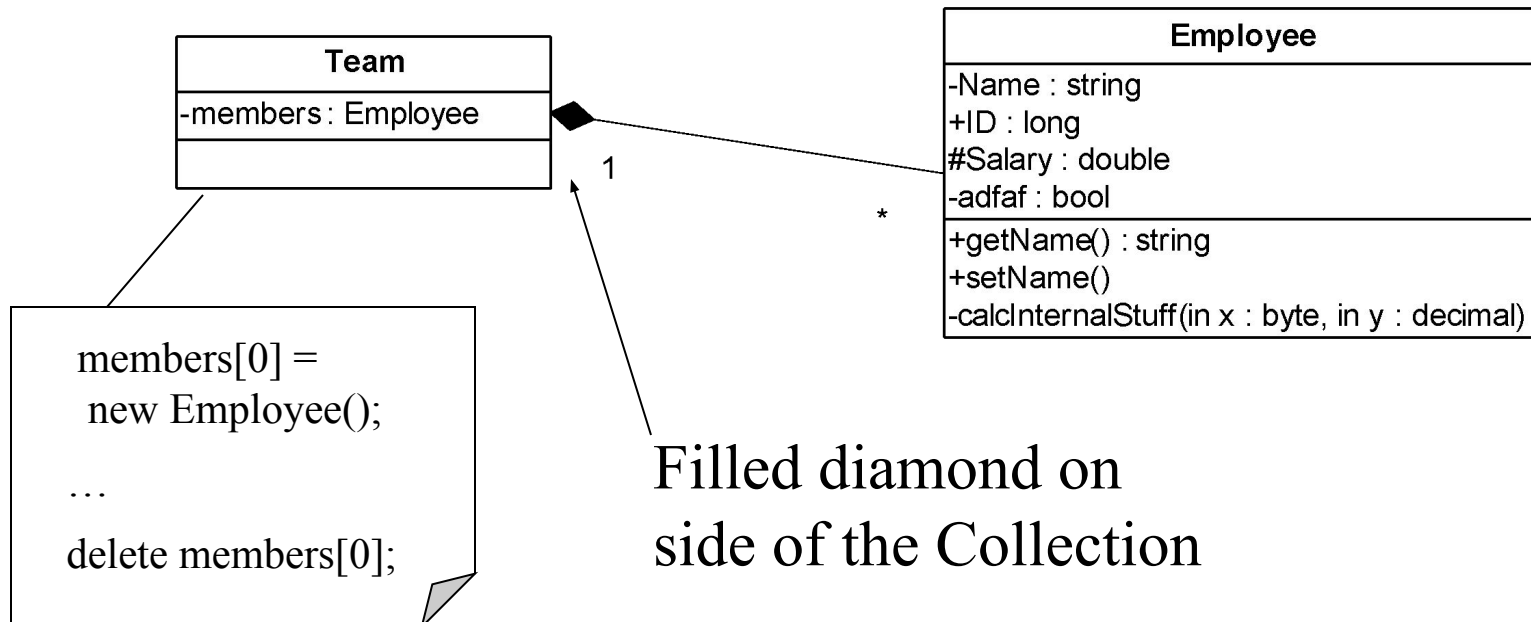 Team
-members : Employee
1
*
Employee
-Name : string
+ID : long
#Salary : double
-adfaf : bool
+getName() : string
+setName()
-calcInternalStuff(in x : byte, in y : decimal)
members[0] =
new Employee();
…
delete members[0];
Filled diamond on
side of the Collection